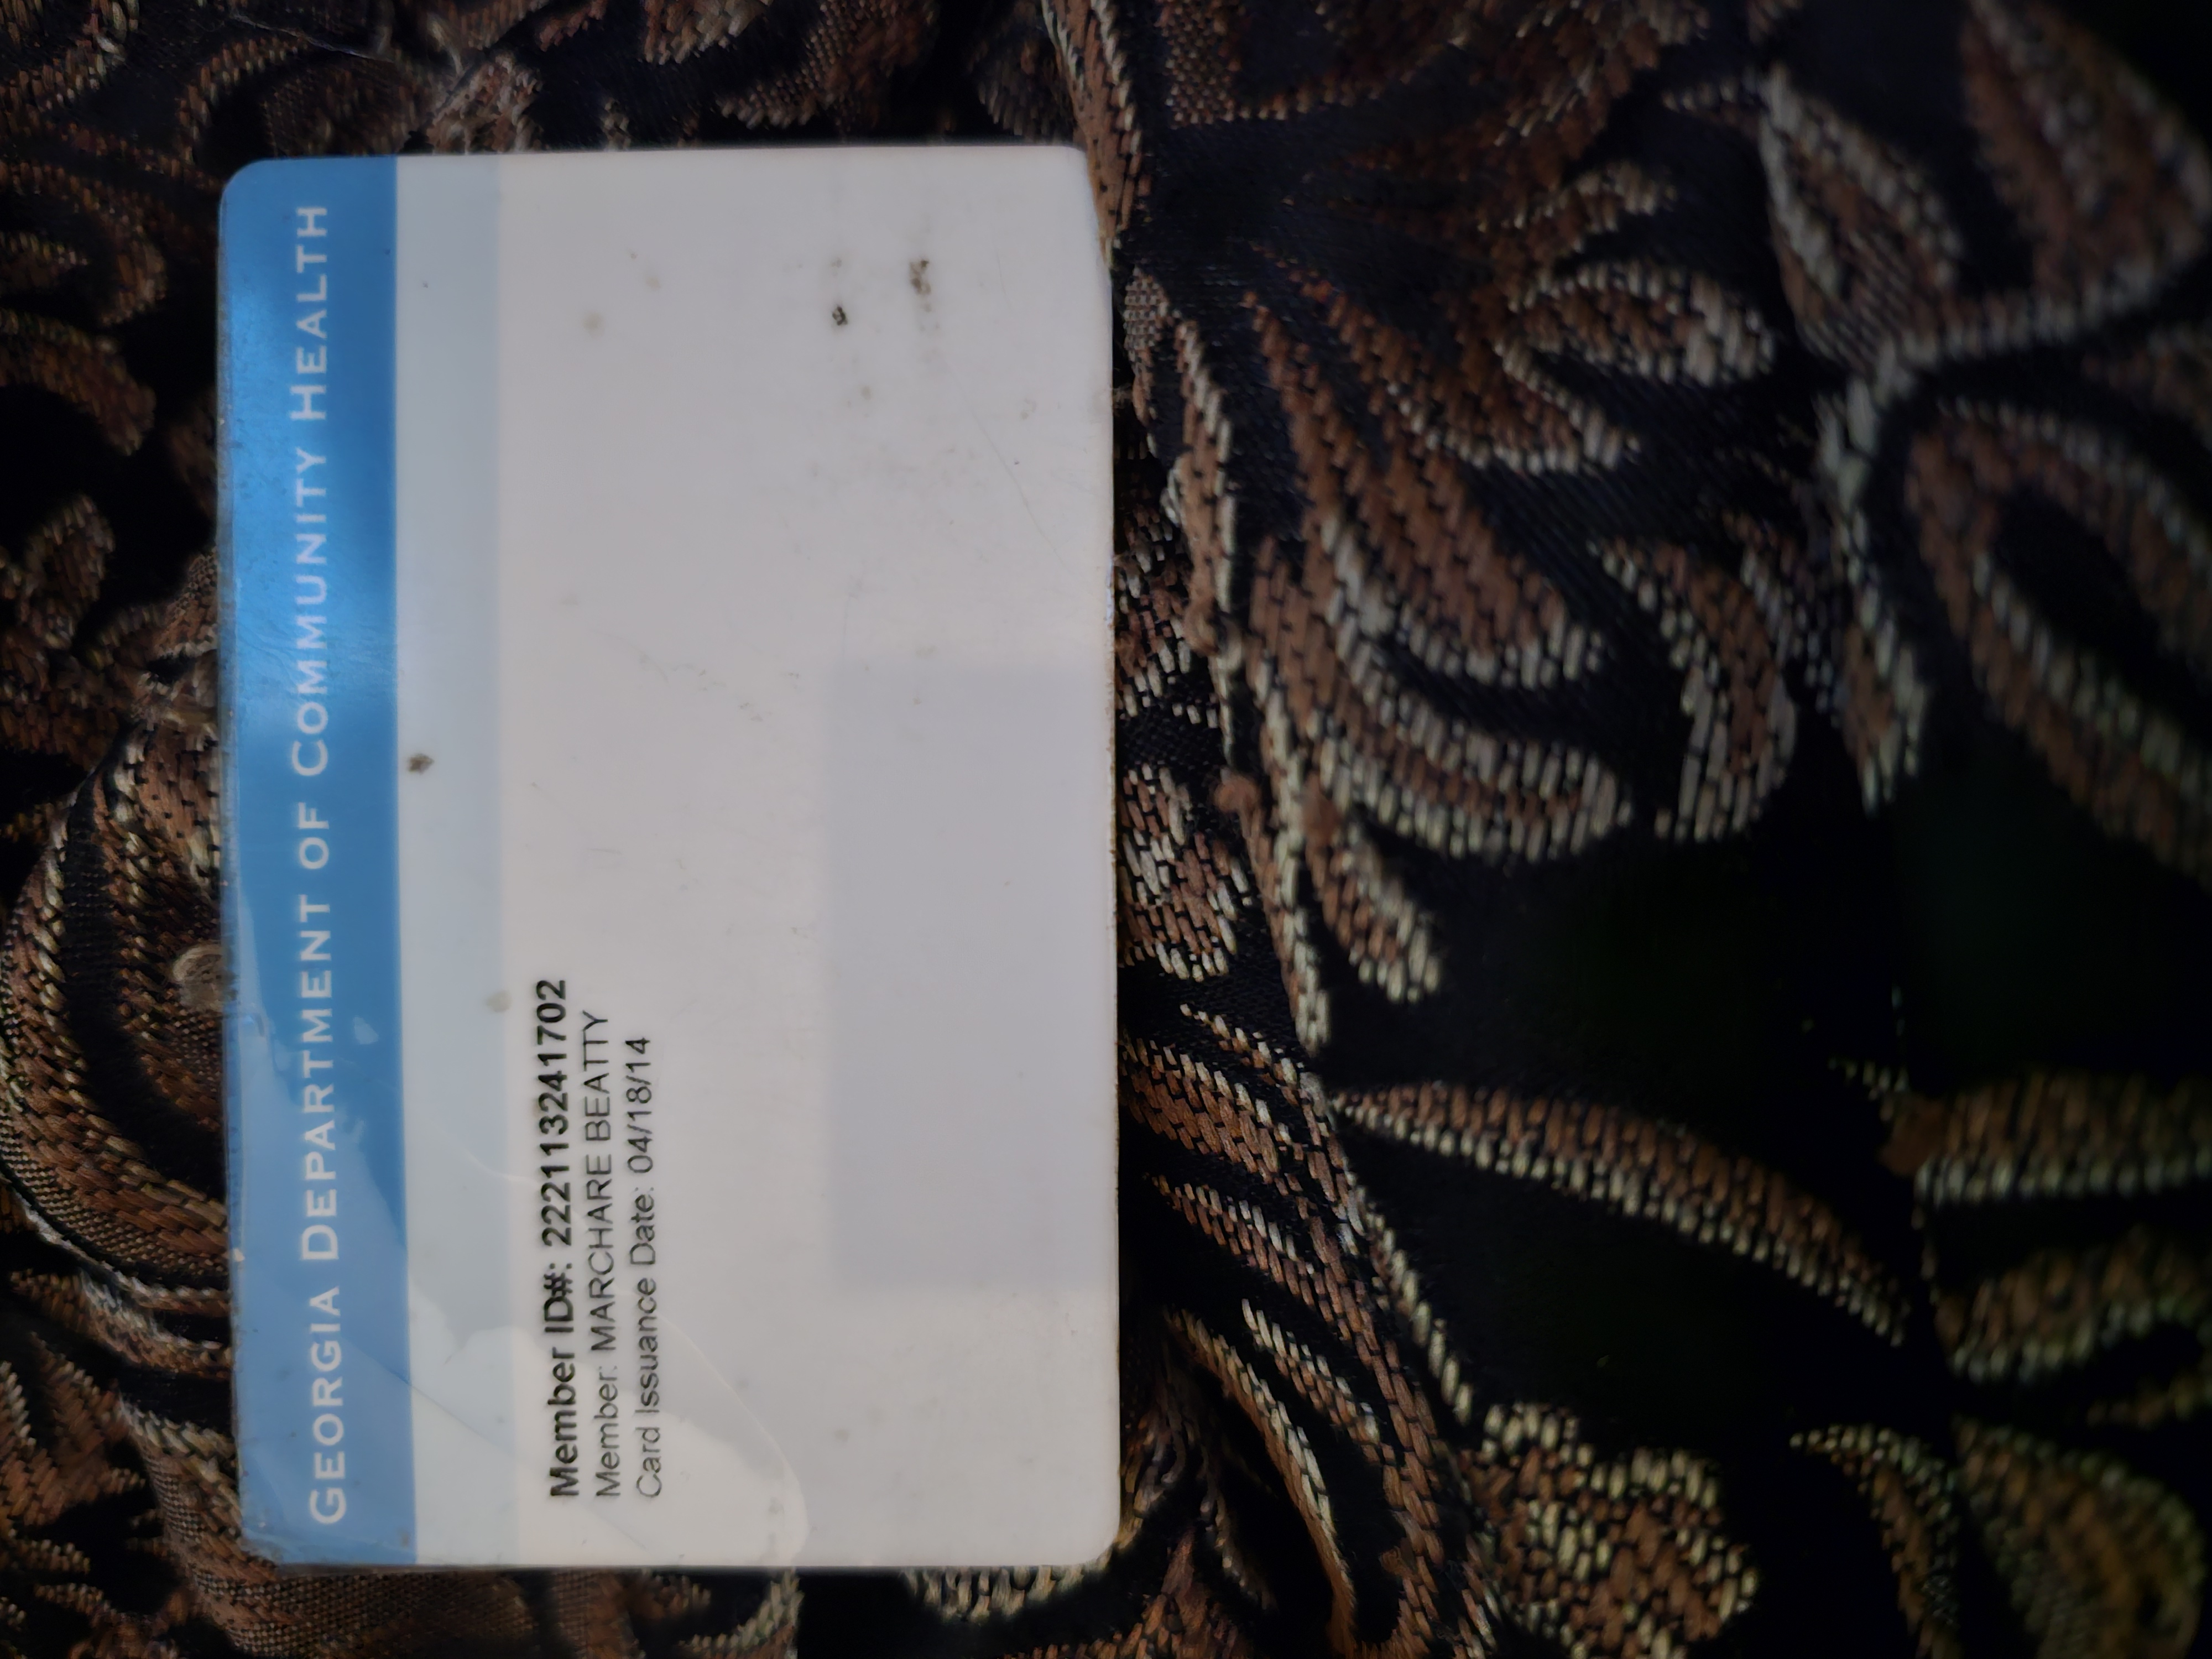 GEORGIA DEPARTMENT OF COMMUNITY HEALTH
Member ID#: 222113241702
Member: MARCHARE BEATTY
Card Issuance Date: 04/18/14